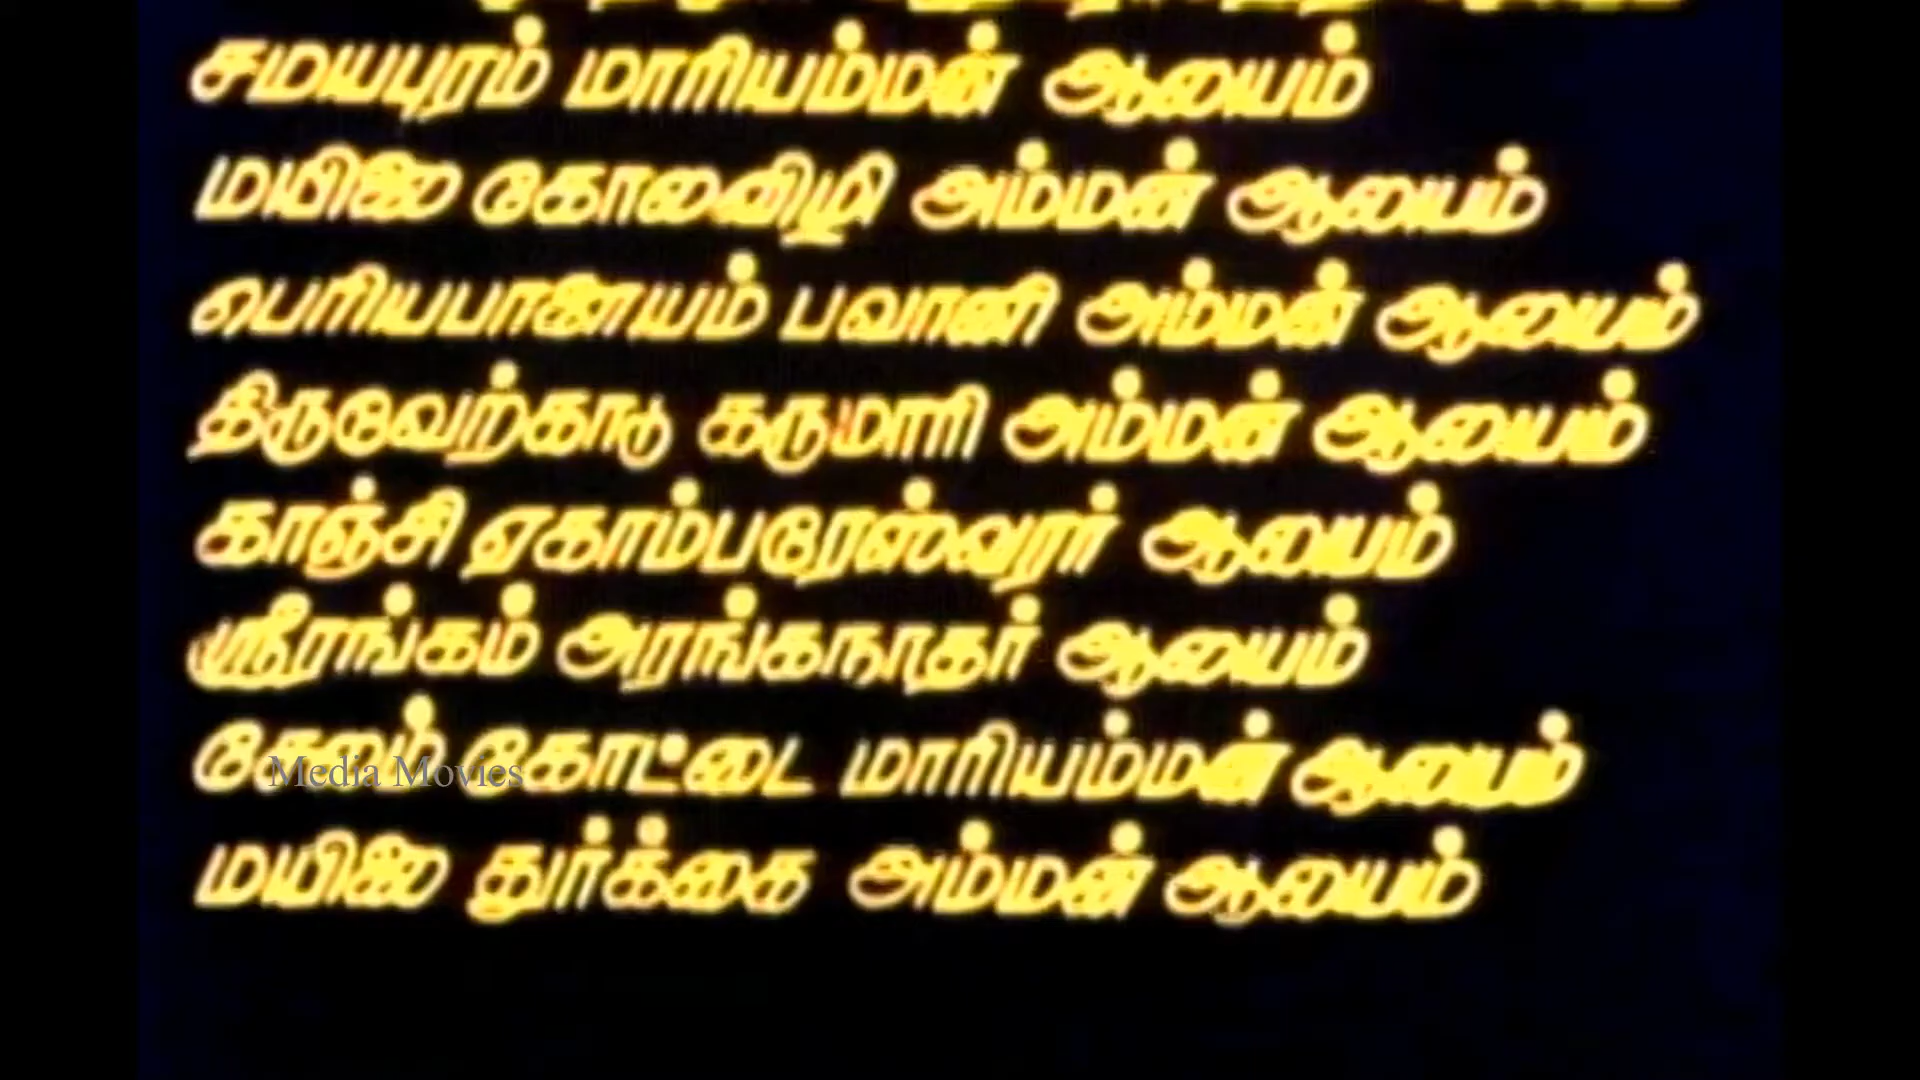 சமயபுரம் மாரியம்மன் ஆலயம்
மயிலை கோலவிழி அம்மன் ஆலயம்
பெரியபாளையம் பவானி அம்மன் ஆலயம்
திருவேற்காடு கருமாரி அம்மன் ஆலயம்
காஞ்சி ஏகாம்பரேஸ்வரர் ஆலயம்
ஸ்ரீரங்கம் அரங்கநாதர் ஆலயம்
சேலம் கோட்டை மாரியம்மன் ஆலயம்
Media Movies
மயிலை துர்க்கை அம்மன் ஆலயம்